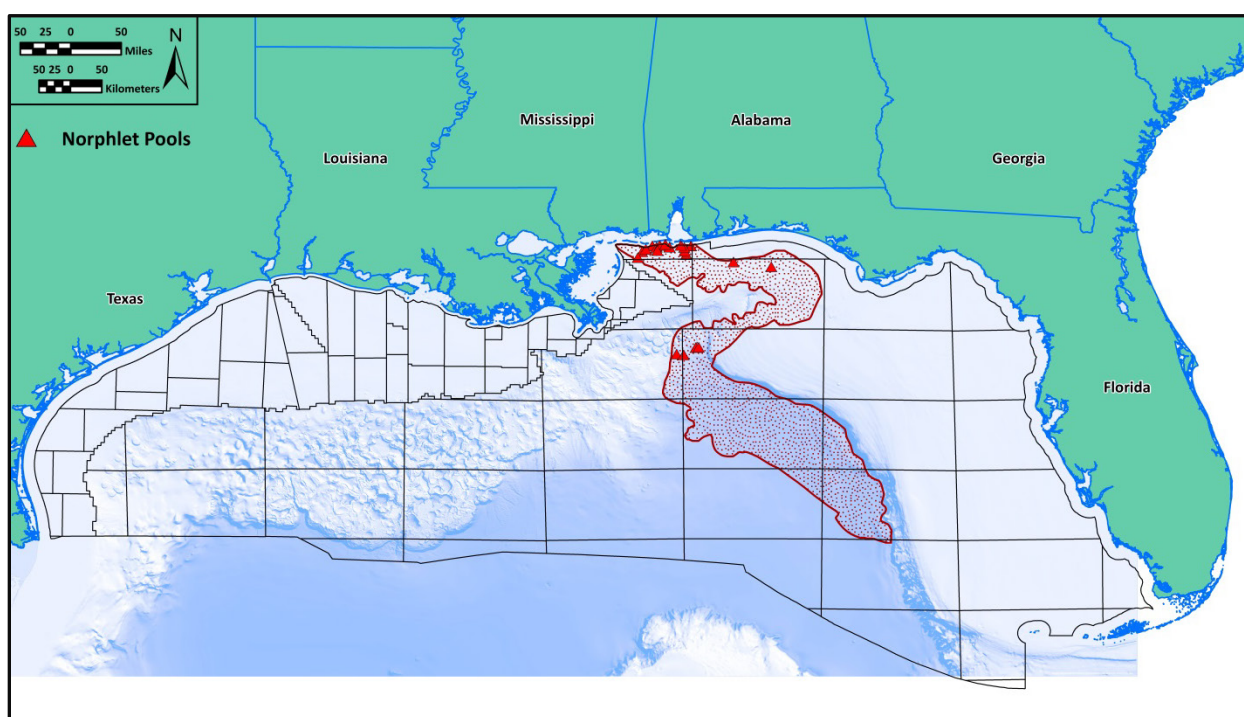 50 25 0 50
Miles
N
50 25 0 50
Kilometers
Norphlet Pools
Mississippi
Alabama
Louisiana
Georgia
Texas
Florida